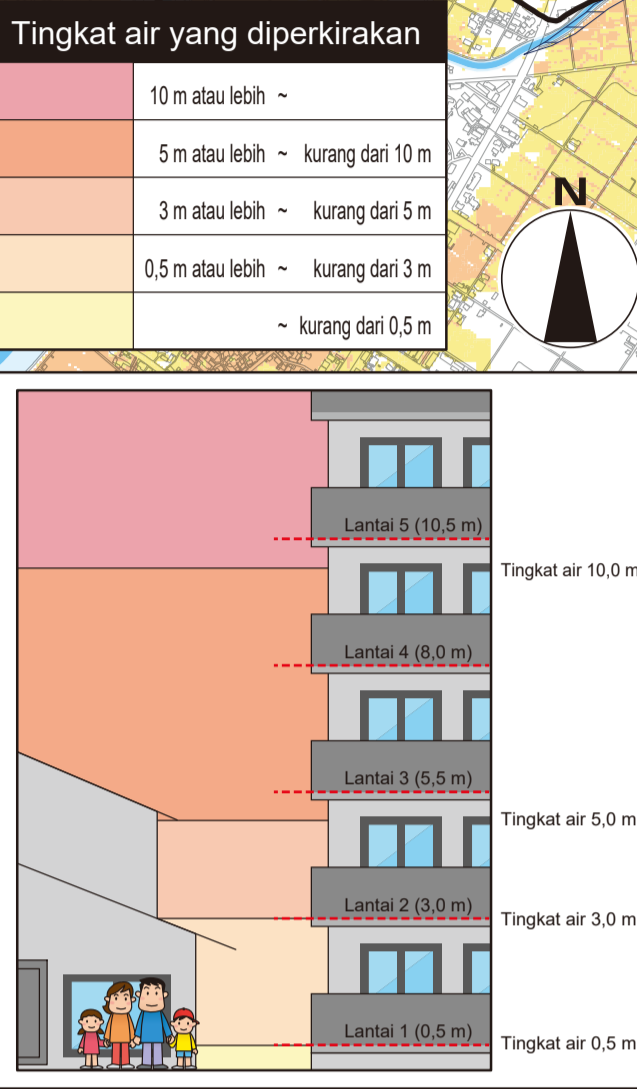 Tingkat air yang diperkirakan
10 m atau lebih ~
5 m atau lebih ~ kurang dari 10 m
3 m atau lebih ~ kurang dari 5 m
0,5 m atau lebih ~ kurang dari 3 m
~ kurang dari 0,5 m
N
Lantai 5 (10,5 m)
Tingkat air 10,0 m
Lantai 4 (8,0 m)
Lantai 3 (5,5 m)
Tingkat air 5,0 m
Lantai 2 (3,0 m)
Tingkat air 3,0 m
Lantai 1 (0,5 m)
Tingkat air 0,5 m